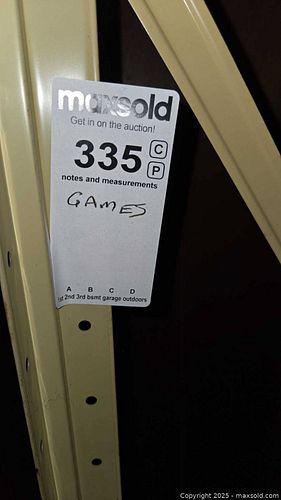 maxsold
Get in on the auction!
335 C
P
notes and measurements
GAMES
A B C D
1st 2nd 3rd bsmt garage outdoors
Copyright 2025 - maxsold.com